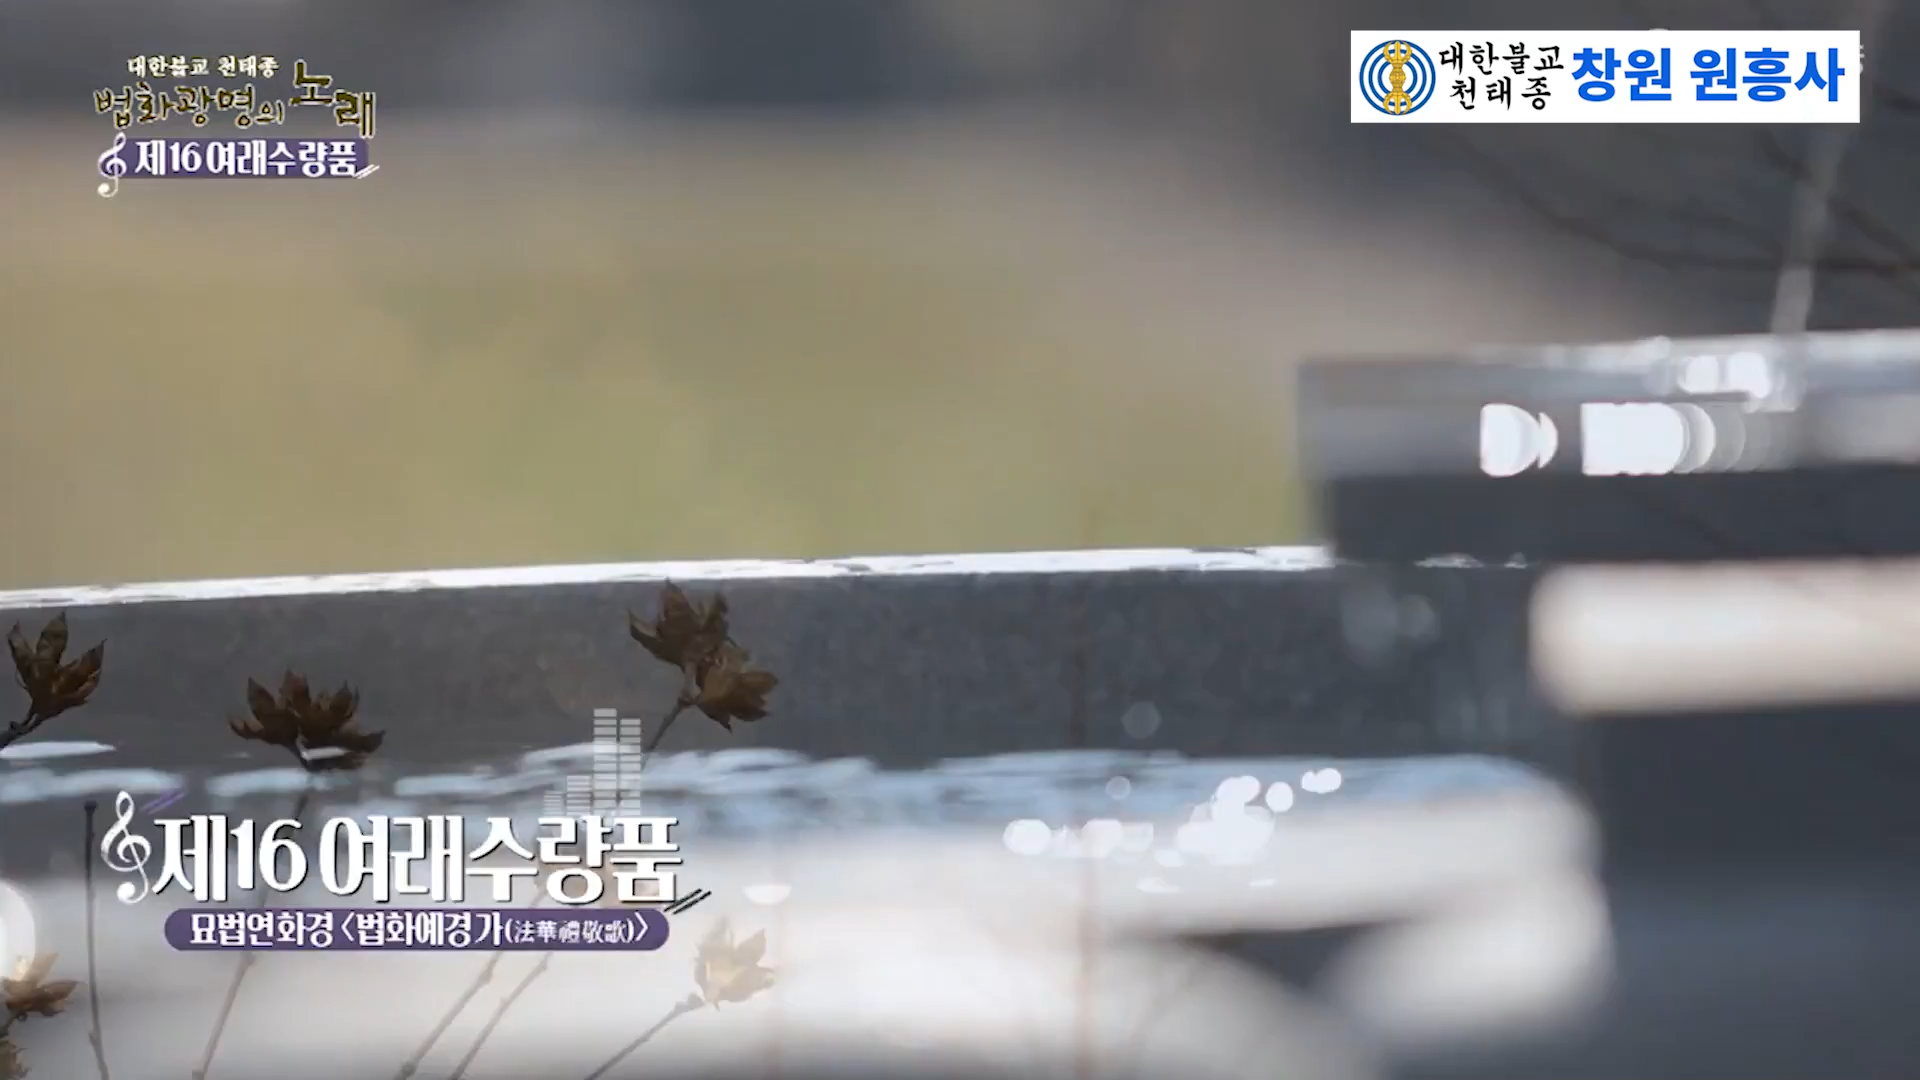 대한불교 천태종
법화광명의 노래
제16 여래수량품
대한불교
천태종
창원 원흥사
제16 여래수량품
묘법연화경 <법화예경가(法華禮敬歌)>